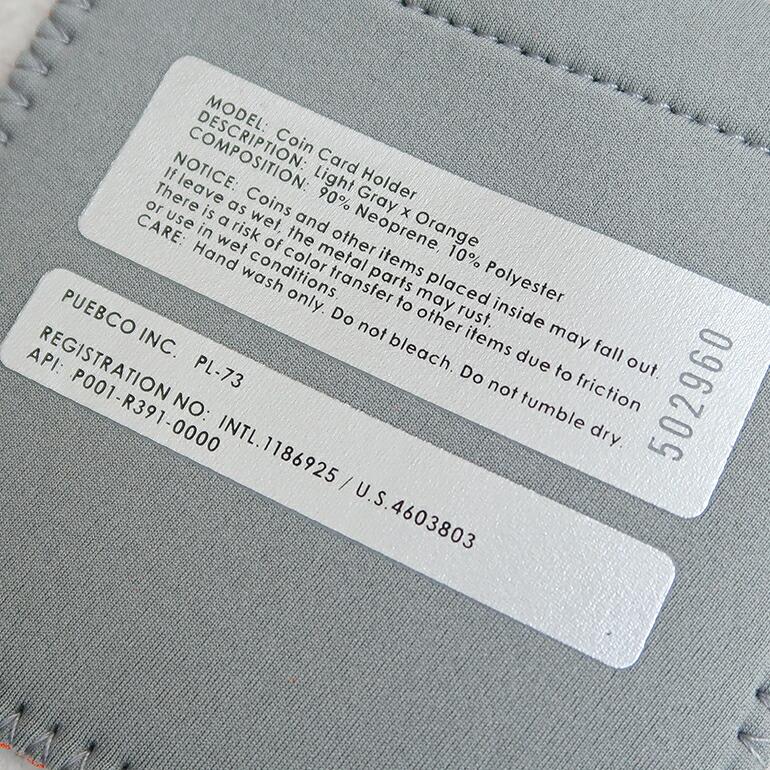 MODEL: Coin Card Holder
DESCRIPTION: Light Gray x Orange
COMPOSITION: 90% Neoprene, 10% Polyester
NOTICE: Coins and other items placed inside may fall out.
If leave as wet, the metal parts may rust.
There is a risk of color transfer to other items due to friction
or use in wet conditions.
CARE: Hand wash only. Do not bleach. Do not tumble dry.
502960
PUEBCO INC. PL-73
REGISTRATION NO: INTL.1186925 / U.S.4603803
API: P001-R391-0000